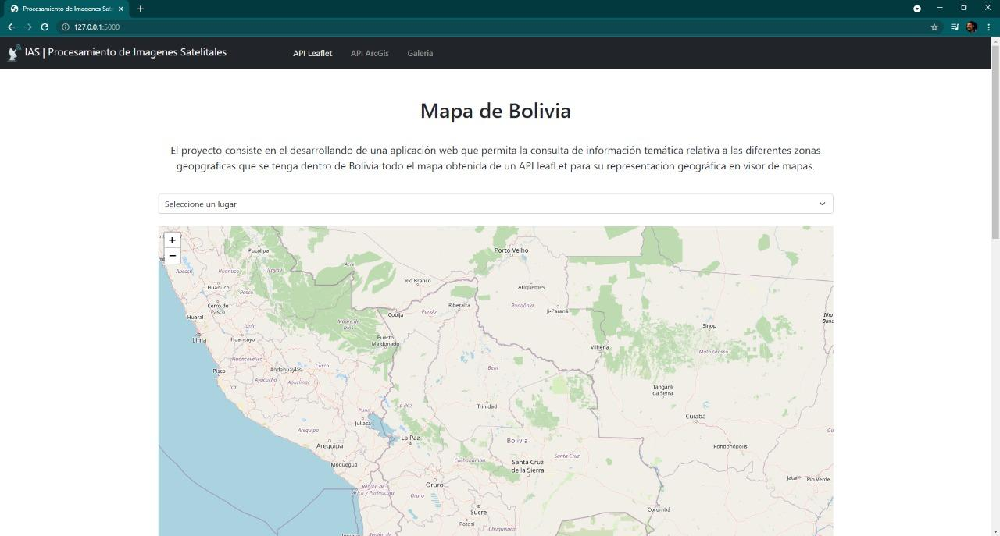 Procesamiento de Imagenes Sate
127.0.0.1:5000
IAS | Procesamiento de Imagenes Satelitales
API Leaflet
API ArcGis
Galeria
Mapa de Bolivia
El proyecto consiste en el desarrollando de una aplicación web que permita la consulta de información temática relativa a las diferentes zonas
geopgraficas que se tenga dentro de Bolivia todo el mapa obtenida de un API leafLet para su representación geográfica en visor de mapas.
Seleccione un lugar
+
−
Pucallpa
Porto Velho
Acre
Ancash
Huánuco
Ucayali
Rio Branco
Huánuco
Pasco
Ariquemes
Cerro de
Pasco
Riberalta
Rondônia
Ji-Paraná
Huaral
Junín
Madre de
Dios
Cobija
Pando
Ilha
Sinop
Lima
Huancayo
Puerto
Maldonado
Vilhena
Mato Grosso
Huancavelica
Pisco
Andahuaylas
Cusco
Beni
Ica
Ayacucho
Apurímac
Tangará
da Serra
La Paz
Trinidad
Puno
Juliaca
Cuiabá
Arequipa
La Paz
Bolivia
Go
Arequipa
Rondonópolis
Moquegua
Cochabamba
Santa Cruz
Santa Cruz
de la Sierra
Jataí
Rio Verde
Región de
Arica y Parinacota
Oruro
Oruro
Sucre
Corumbá
Potosí
Chuquisaca
Región de